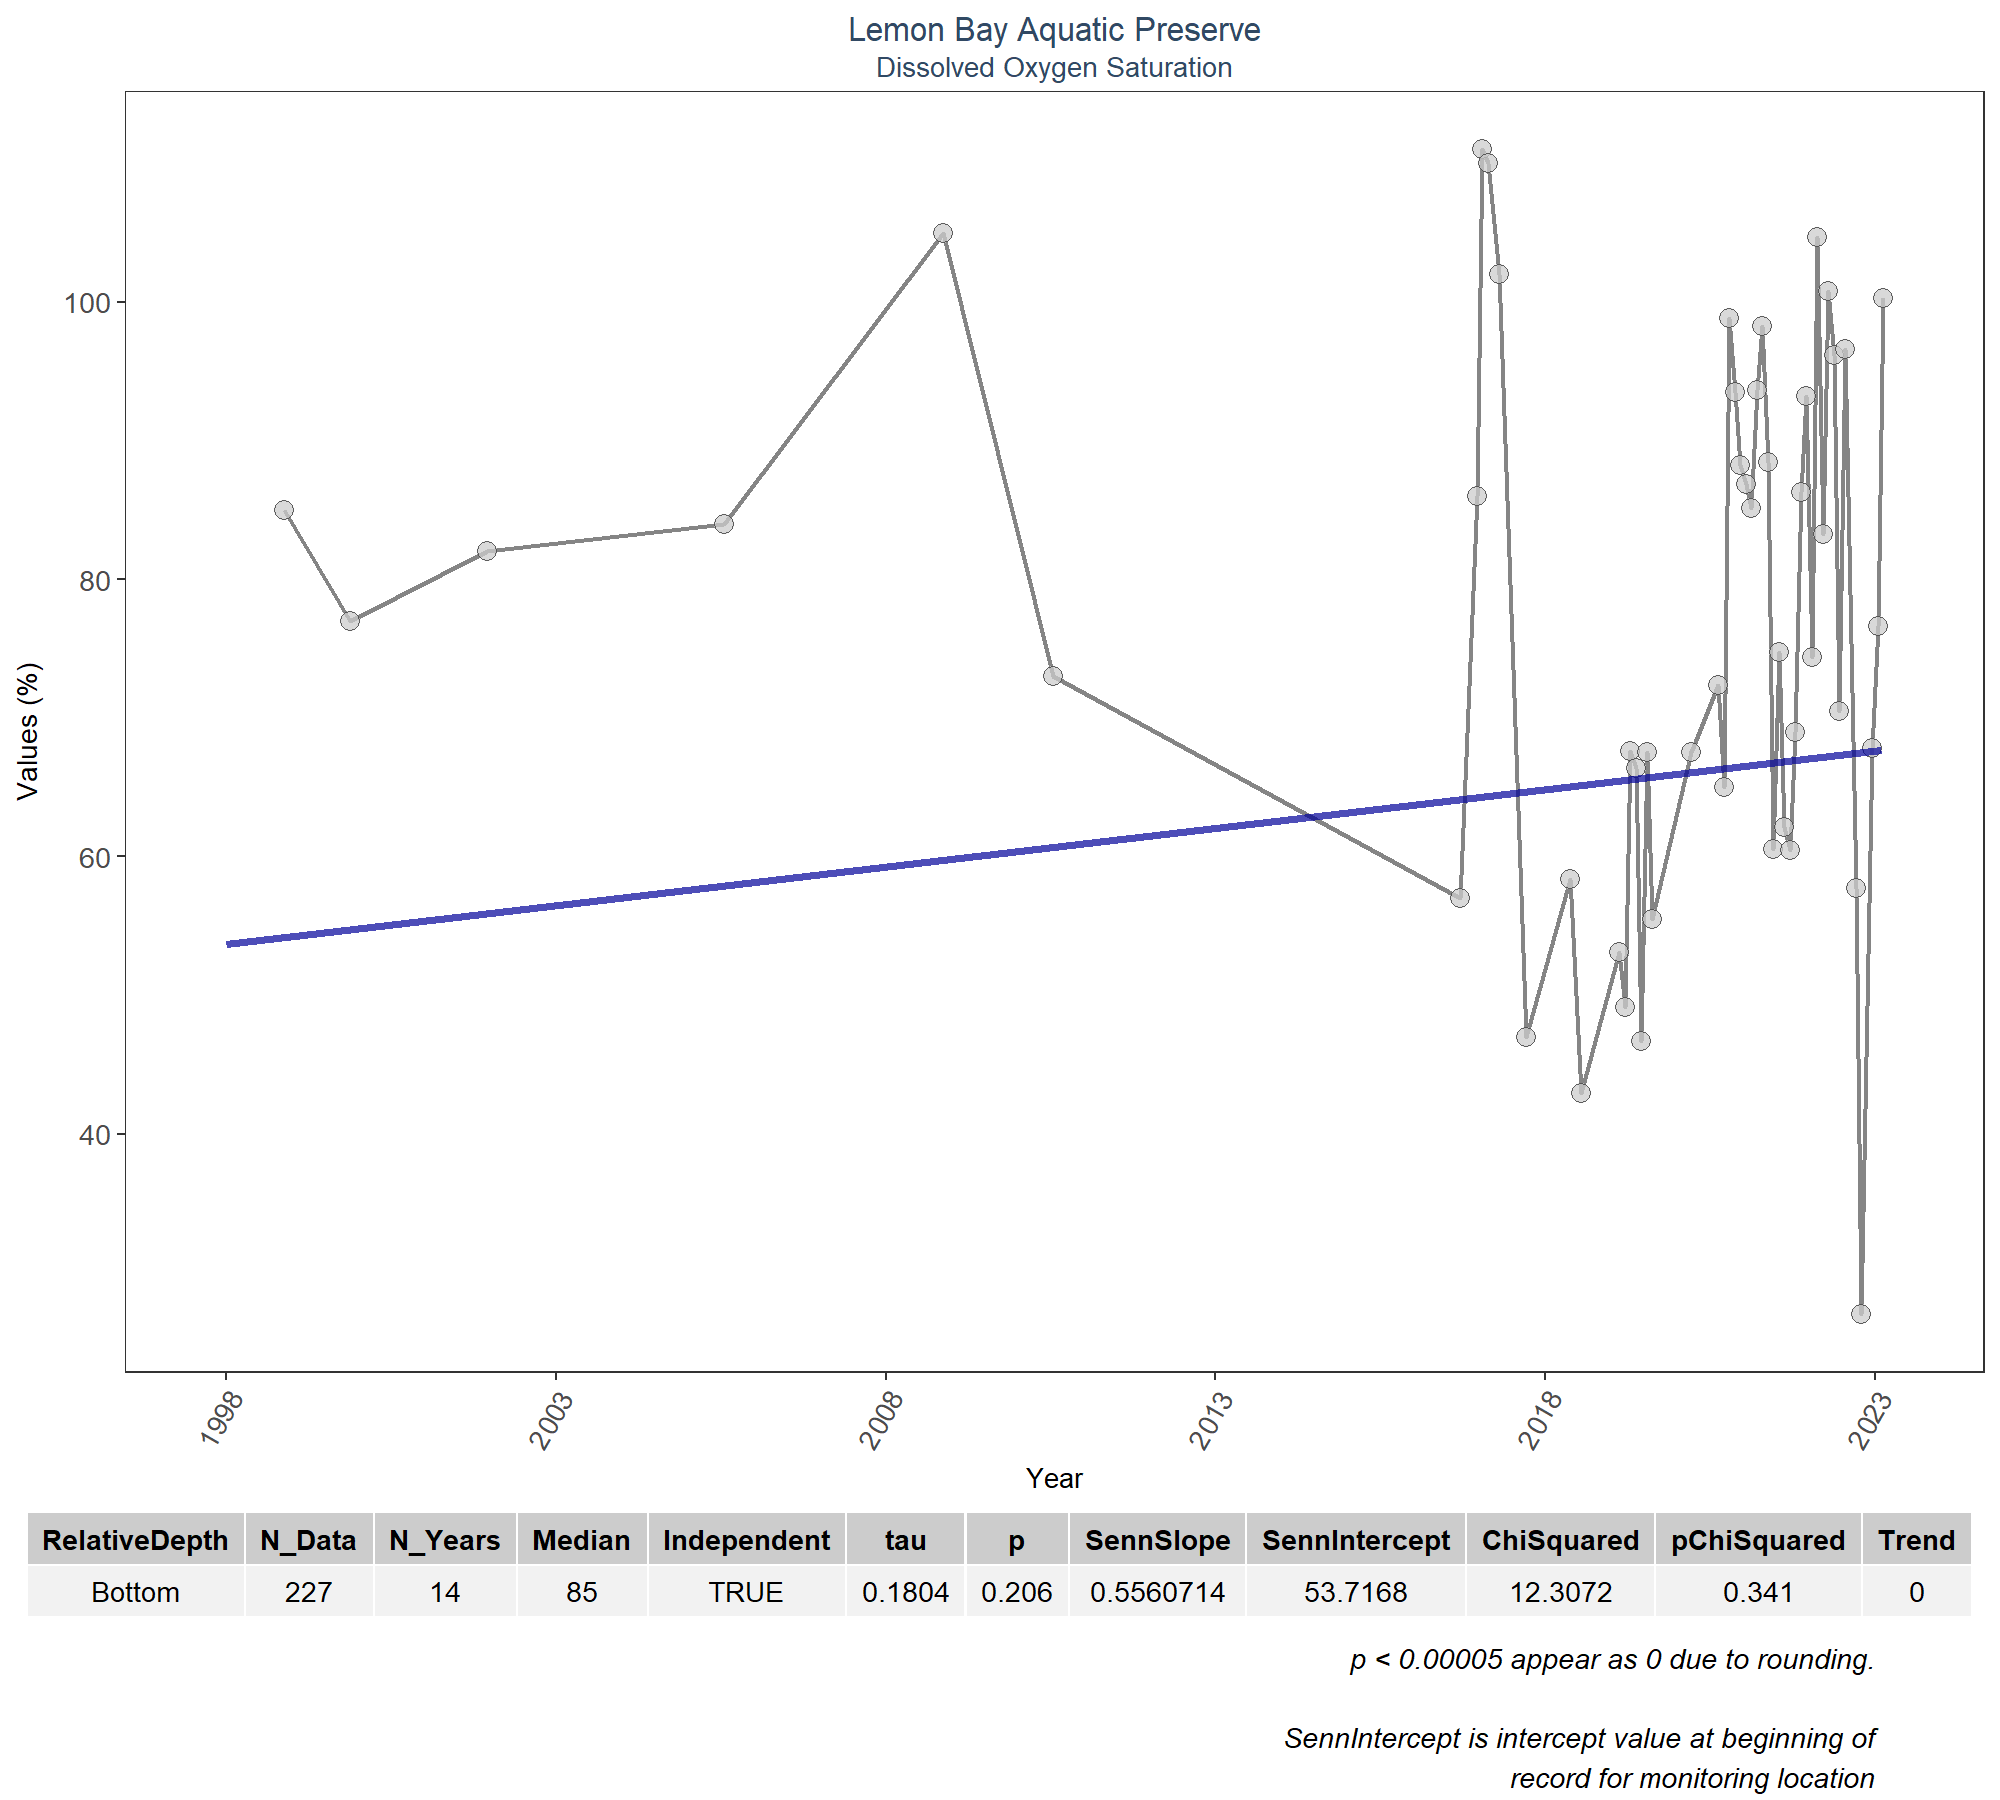 Lemon Bay Aquatic Preserve
Dissolved Oxygen Saturation
Values (%)
100
80
60
40
1998 2003 2008 2013 2018 2023
Year
RelativeDepth N_Data N_Years Median Independent tau p SennSlope SennIntercept ChiSquared pChiSquared Trend
Bottom 227 14 85 TRUE 0.1804 0.206 0.5560714 53.7168 12.3072 0.341 0
p < 0.00005 appear as 0 due to rounding.
SennIntercept is intercept value at beginning of
record for monitoring location